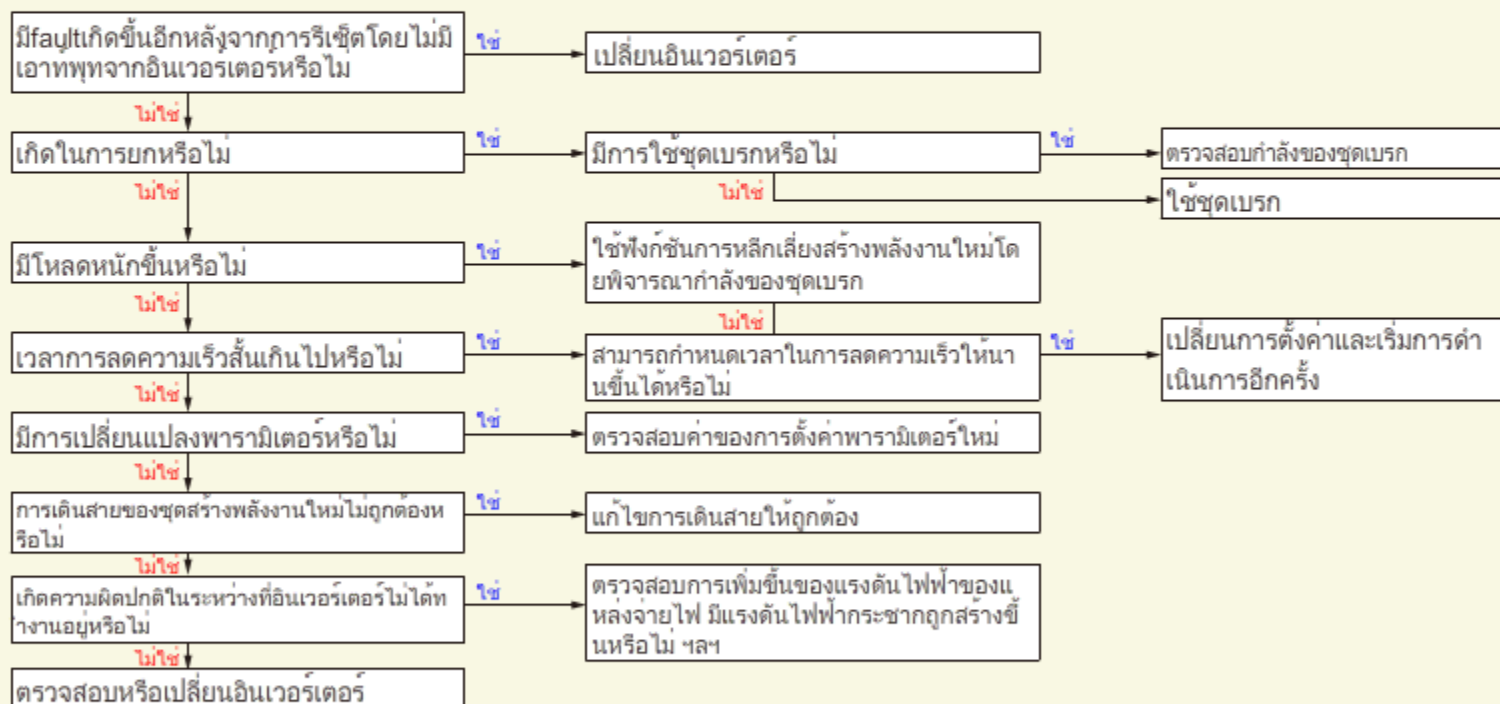 มีfaultเกิดขึ้นอีกหลังจากการรีเซ็ตโดยไม่มี
เอาท์พุทจากอินเวอร์เตอร์หรือไม่
ใช่
เปลี่ยนอินเวอร์เตอร์
ไม่ใช่
เกิดในการยกหรือไม่
ใช่
มีการใช้ชุดเบรกหรือไม่
ใช่
ตรวจสอบกำลังของชุดเบรก
ไม่ใช่
ไม่ใช่
ใช้ชุดเบรก
มีโหลดหนักขึ้นหรือไม่
ใช่
ใช้ฟังก์ชันการหลีกเลี่ยงสร้างพลังงานใหม่โด
ยพิจารณากำลังของชุดเบรก
ไม่ใช่
ไม่ใช่
เวลาการลดความเร็วสั้นเกินไปหรือไม่
ใช่
สามารถกำหนดเวลาในการลดความเร็วให้นา
นขึ้นได้หรือไม่
ใช่
เปลี่ยนการตั้งค่าและเริ่มการดำ
เนินการอีกครั้ง
ไม่ใช่
มีการเปลี่ยนแปลงพารามิเตอร์หรือไม่
ใช่
ตรวจสอบค่าของการตั้งค่าพารามิเตอร์ใหม่
ไม่ใช่
การเดินสายของชุดสร้างพลังงานใหม่ไม่ถูกต้องห
รือไม่
ใช่
แก้ไขการเดินสายให้ถูกต้อง
ไม่ใช่
เกิดความผิดปกติในระหว่างที่อินเวอร์เตอร์ไม่ได้ท
ำงานอยู่หรือไม่
ใช่
ตรวจสอบการเพิ่มขึ้นของแรงดันไฟฟ้าของแ
หล่งจ่ายไฟ มีแรงดันไฟฟ้ากระชากถูกสร้างขึ้
นหรือไม่ ฯลฯ
ไม่ใช่
ตรวจสอบหรือเปลี่ยนอินเวอร์เตอร์